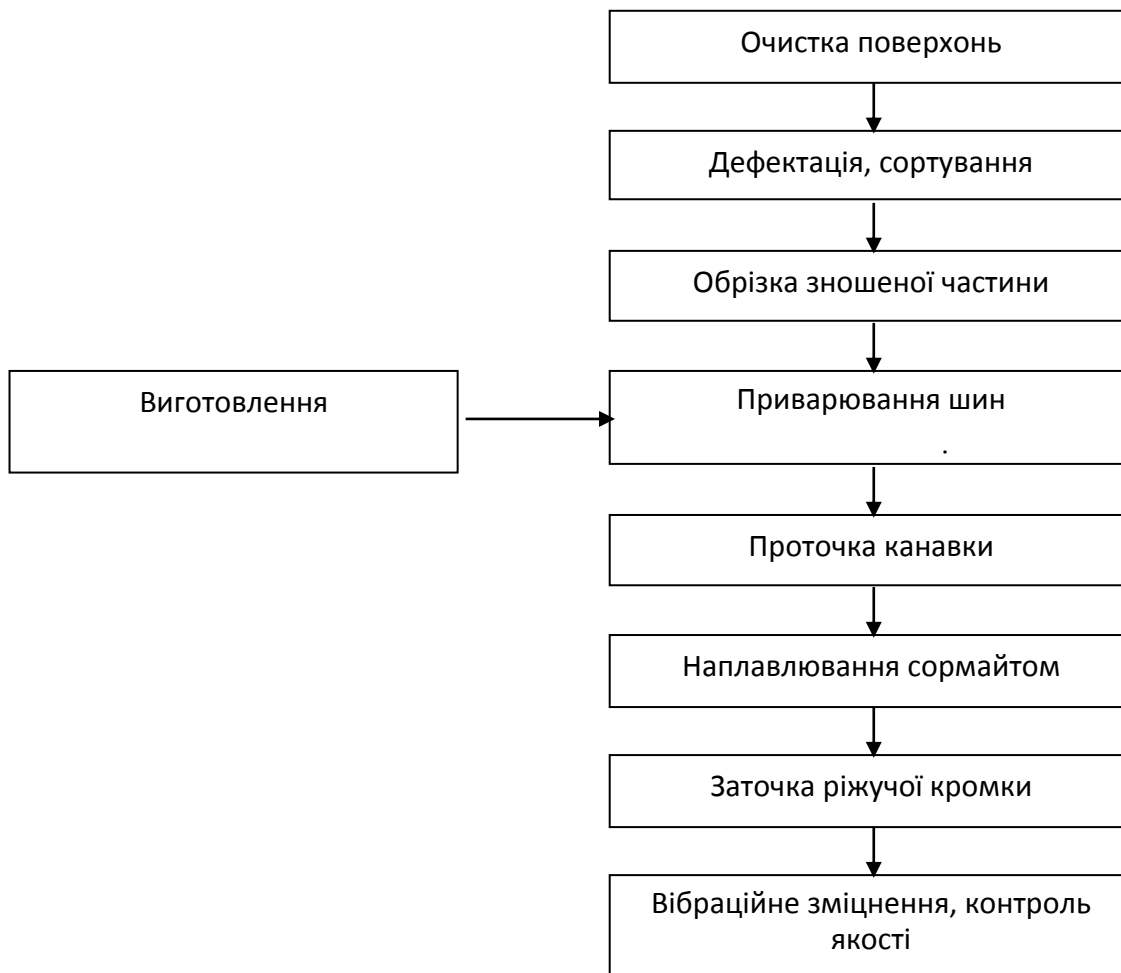 Очистка поверхонь
Дефектація, сортування
Обрізка зношеної частини
Виготовлення
Приварювання шин
.
Проточка канавки
Наплавлювання сормайтом
Заточка ріжучої кромки
Вібраційне зміцнення, контроль
якості